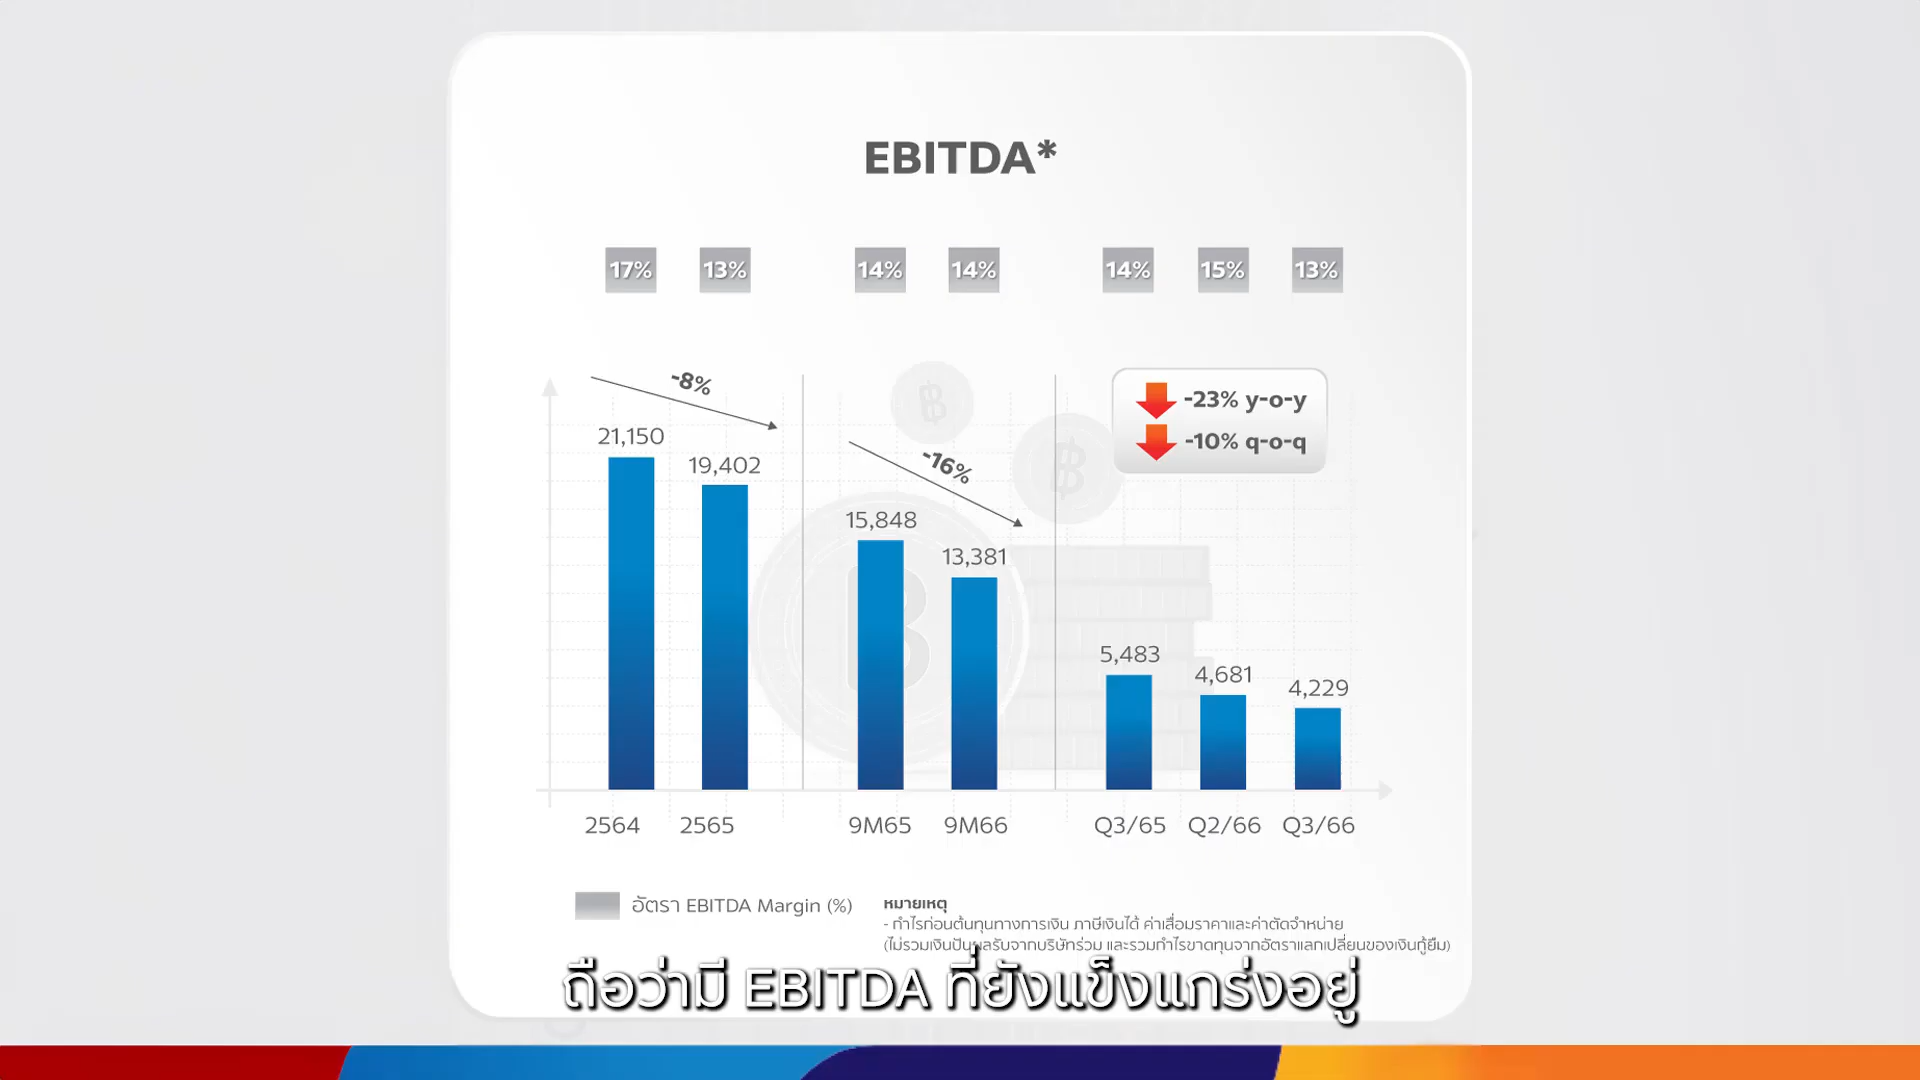 EBITDA*
17% 13% 14% 14% 14% 15% 13%
-8%
-16%
-23% y-o-y
-10% q-o-q
21,150
19,402
15,848
13,381
5,483
4,681
4,229
2564 2565 9M65 9M66 Q3/65 Q2/66 Q3/66
อัตรา EBITDA Margin (%)
หมายเหตุ
- กำไรก่อนต้นทุนทางการเงิน ภาษีเงินได้ ค่าเสื่อมราคาและค่าตัดจำหน่าย
(ไม่รวมเงินปันผลรับจากบริษัทร่วม และรวมกำไรขาดทุนจากอัตราแลกเปลี่ยนของเงินกู้ยืม)
ถือว่ามี EBITDA ที่ยังแข็งแกร่งอยู่